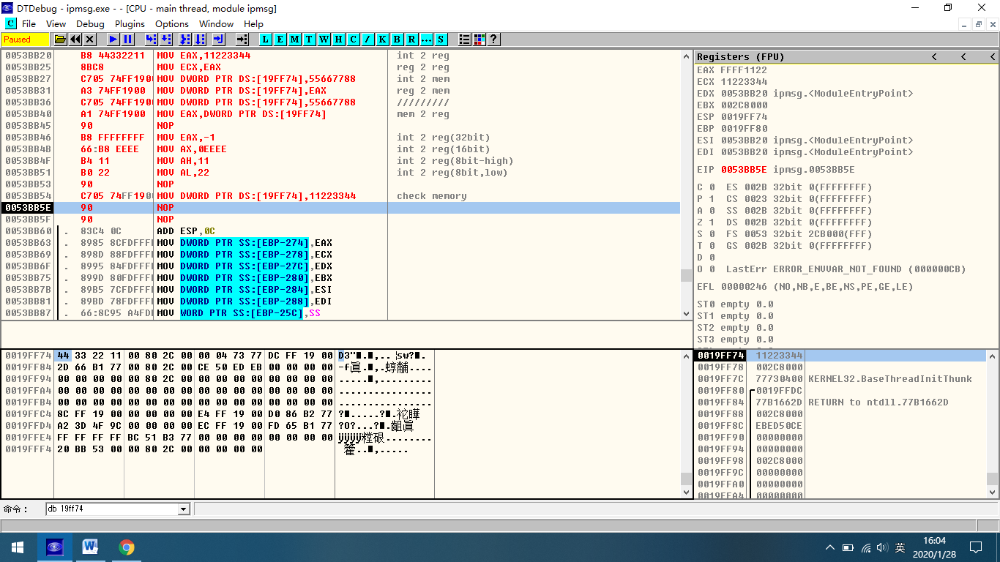 DTDebug - ipmsg.exe - - [CPU - main thread, module ipmsg]
C File View Debug Plugins Options Window Help
Paused L E M T W H C / K B R ... S ?
0053BB20 B8 44332211 MOV EAX,11223344 int 2 reg
0053BB25 8BC8 MOV ECX,EAX reg 2 reg
0053BB27 C705 74FF1900 MOV DWORD PTR DS:[19FF74],55667788 int 2 mem
0053BB31 A3 74FF1900 MOV DWORD PTR DS:[19FF74],EAX reg 2 mem
0053BB36 C705 74FF1900 MOV DWORD PTR DS:[19FF74],55667788 /////////
0053BB40 A1 74FF1900 MOV EAX,DWORD PTR DS:[19FF74] mem 2 reg
0053BB45 90 NOP
0053BB46 B8 FFFFFFFF MOV EAX,-1 int 2 reg(32bit)
0053BB4B 66:B8 EEEE MOV AX,0EEEE int 2 reg(16bit)
0053BB4F B4 11 MOV AH,11 int 2 reg(8bit-high)
0053BB51 B0 22 MOV AL,22 int 2 reg(8bit,low)
0053BB53 90 NOP
0053BB54 C705 74FF1900 MOV DWORD PTR DS:[19FF74],11223344 check memory
0053BB5E 90 NOP
0053BB5F 90 NOP
0053BB60 . 83C4 0C ADD ESP,0C
0053BB63 . 8985 8CFDFFFF MOV DWORD PTR SS:[EBP-274],EAX
0053BB69 . 898D 88FDFFFF MOV DWORD PTR SS:[EBP-278],ECX
0053BB6F . 8995 84FDFFFF MOV DWORD PTR SS:[EBP-27C],EDX
0053BB75 . 899D 80FDFFFF MOV DWORD PTR SS:[EBP-280],EBX
0053BB7B . 89B5 7CFDFFFF MOV DWORD PTR SS:[EBP-284],ESI
0053BB81 . 89BD 78FDFFFF MOV DWORD PTR SS:[EBP-288],EDI
0053BB87 . 66:8C95 A4FDF MOV WORD PTR SS:[EBP-25C],SS
Registers (FPU) < < <
EAX FFFF1122
ECX 11223344
EDX 0053BB20 ipmsg.<ModuleEntryPoint>
EBX 002C8000
ESP 0019FF74
EBP 0019FF80
ESI 0053BB20 ipmsg.<ModuleEntryPoint>
EDI 0053BB20 ipmsg.<ModuleEntryPoint>
EIP 0053BB5E ipmsg.0053BB5E
C 0 ES 002B 32bit 0(FFFFFFFF)
P 1 CS 0023 32bit 0(FFFFFFFF)
A 0 SS 002B 32bit 0(FFFFFFFF)
Z 1 DS 002B 32bit 0(FFFFFFFF)
S 0 FS 0053 32bit 2CB000(FFF)
T 0 GS 002B 32bit 0(FFFFFFFF)
D 0
O 0 LastErr ERROR_ENVVAR_NOT_FOUND (000000CB)
EFL 00000246 (NO,NB,E,BE,NS,PE,GE,LE)
ST0 empty 0.0
ST1 empty 0.0
ST2 empty 0.0
ST3 empty 0.0
0019FF74 44 33 22 11 00 80 2C 00 00 04 73 77 DC FF 19 00
0019FF84 2D 66 B1 77 00 80 2C 00 CE 50 ED EB 00 00 00 00
0019FF94 00 00 00 00 00 80 2C 00 00 00 00 00 00 00 00 00
0019FFA4 00 00 00 00 00 00 00 00 00 00 00 00 00 00 00 00
0019FFB4 00 00 00 00 00 00 00 00 00 00 00 00 00 00 00 00
0019FFC4 8C FF 19 00 00 00 00 00 E4 FF 19 00 D0 86 B2 77
0019FFD4 A2 3D 4F 9C 00 00 00 00 EC FF 19 00 FD 65 B1 77
0019FFE4 FF FF FF FF BC 51 B3 77 00 00 00 00 00 00 00 00
0019FFF4 20 BB 53 00 00 80 2C 00 00 00 00 00
0019FF74 11223344
0019FF78 002C8000
0019FF7C 77730400 KERNEL32.BaseThreadInitThunk
0019FF80 0019FFDC
0019FF84 77B1662D RETURN to ntdll.77B1662D
0019FF88 002C8000
0019FF8C EBED50CE
0019FF90 00000000
0019FF94 00000000
0019FF98 002C8000
0019FF9C 00000000
0019FFA0 00000000
0019FFA4 00000000
命令： db 19ff74
英
16:04
2020/1/28